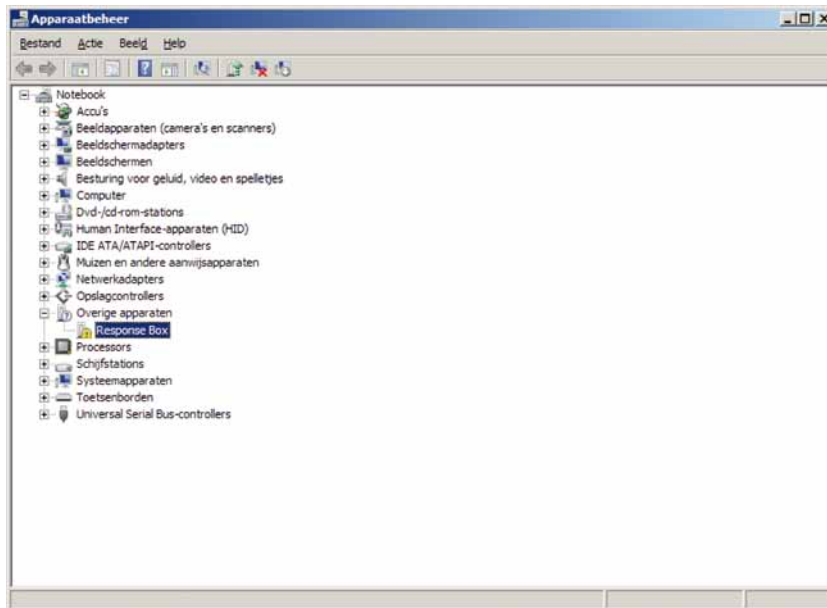 Apparaatbeheer
Bestand Actie Beeld Help
Notebook
Accu's
Beeldapparaten (camera's en scanners)
Beeldschermadapters
Beeldschermen
Besturing voor geluid, video en spelletjes
Computer
Dvd-/cd-rom-stations
Human Interface-apparaten (HID)
IDE ATA/ATAPI-controllers
Muizen en andere aanwijsapparaten
Netwerkadapters
Opslagcontrollers
Overige apparaten
Response Box
Processors
Schijfstations
Systeemapparaten
Toetsenborden
Universal Serial Bus-controllers